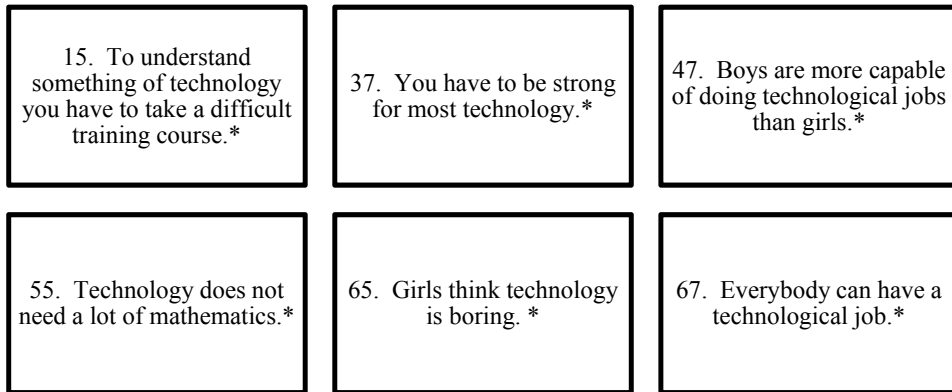 15. To understand
something of technology
you have to take a difficult
training course.*
37. You have to be strong
for most technology.*
47. Boys are more capable
of doing technological jobs
than girls.*
55. Technology does not
need a lot of mathematics.*
65. Girls think technology
is boring. *
67. Everybody can have a
technological job.*